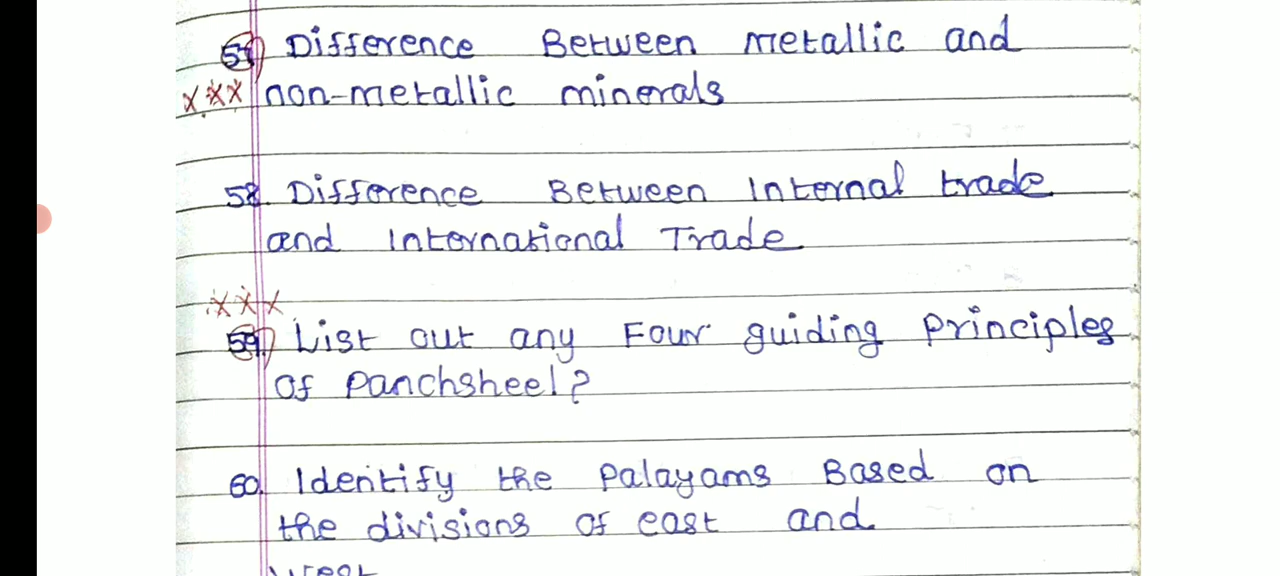 57) Difference Between metallic and
xxx non-metallic minerals
58. Difference Between Internal trade
and International Trade
xxx
59.) List out any Four guiding principles
of Panchsheel?
60. Identify the Palayams Based on
the divisions of east and